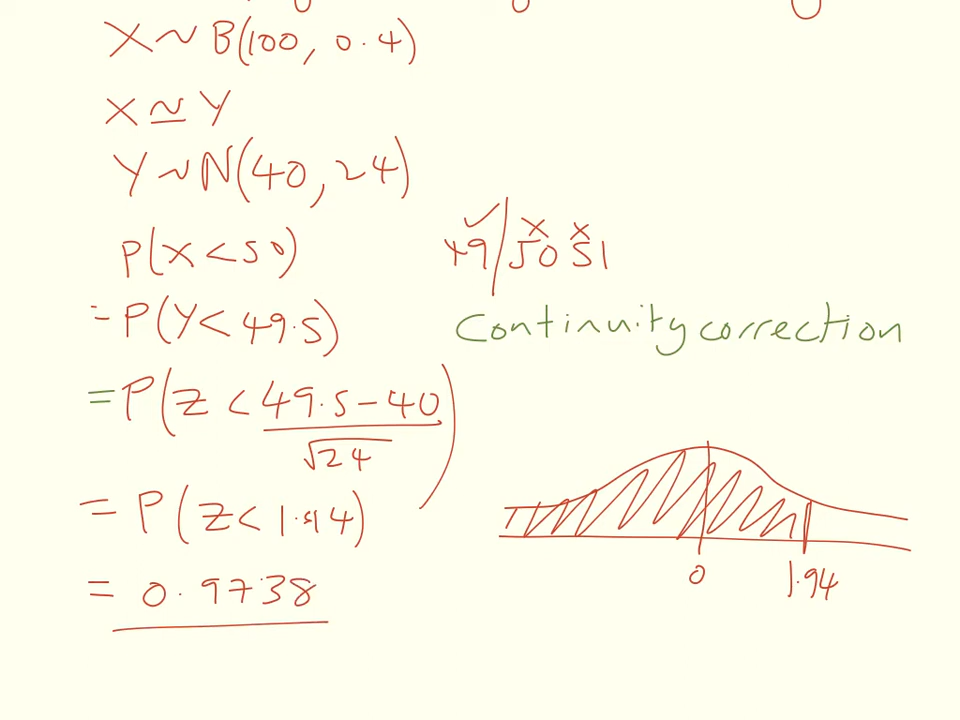 X ~ B(100, 0.4)
X ≃ Y
Y ~ N(40, 24)
P(X < 50)
49 / 50 51
= P(Y < 49.5)
Continuity correction
= P(Z < 49.5 - 40
√24 )
= P(Z < 1.94)
= 0.9738
0 1.94